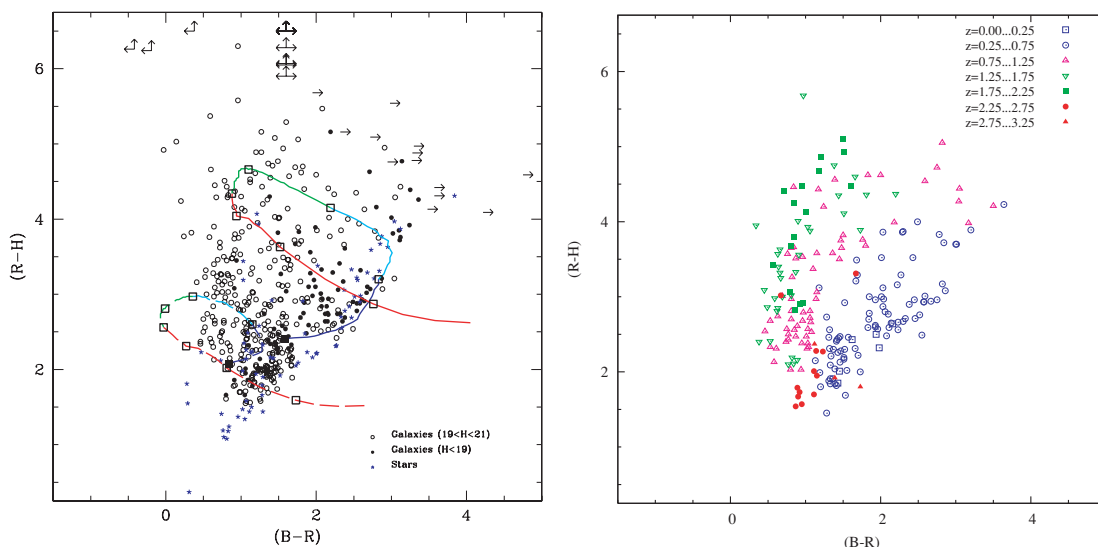 6
4
2
0
2
4
(R−H)
(B−R)
Galaxies (19<H<21)
Galaxies (H<19)
Stars
6
4
2
0
2
4
(R-H)
(B-R)
z=0.00...0.25
z=0.25...0.75
z=0.75...1.25
z=1.25...1.75
z=1.75...2.25
z=2.25...2.75
z=2.75...3.25